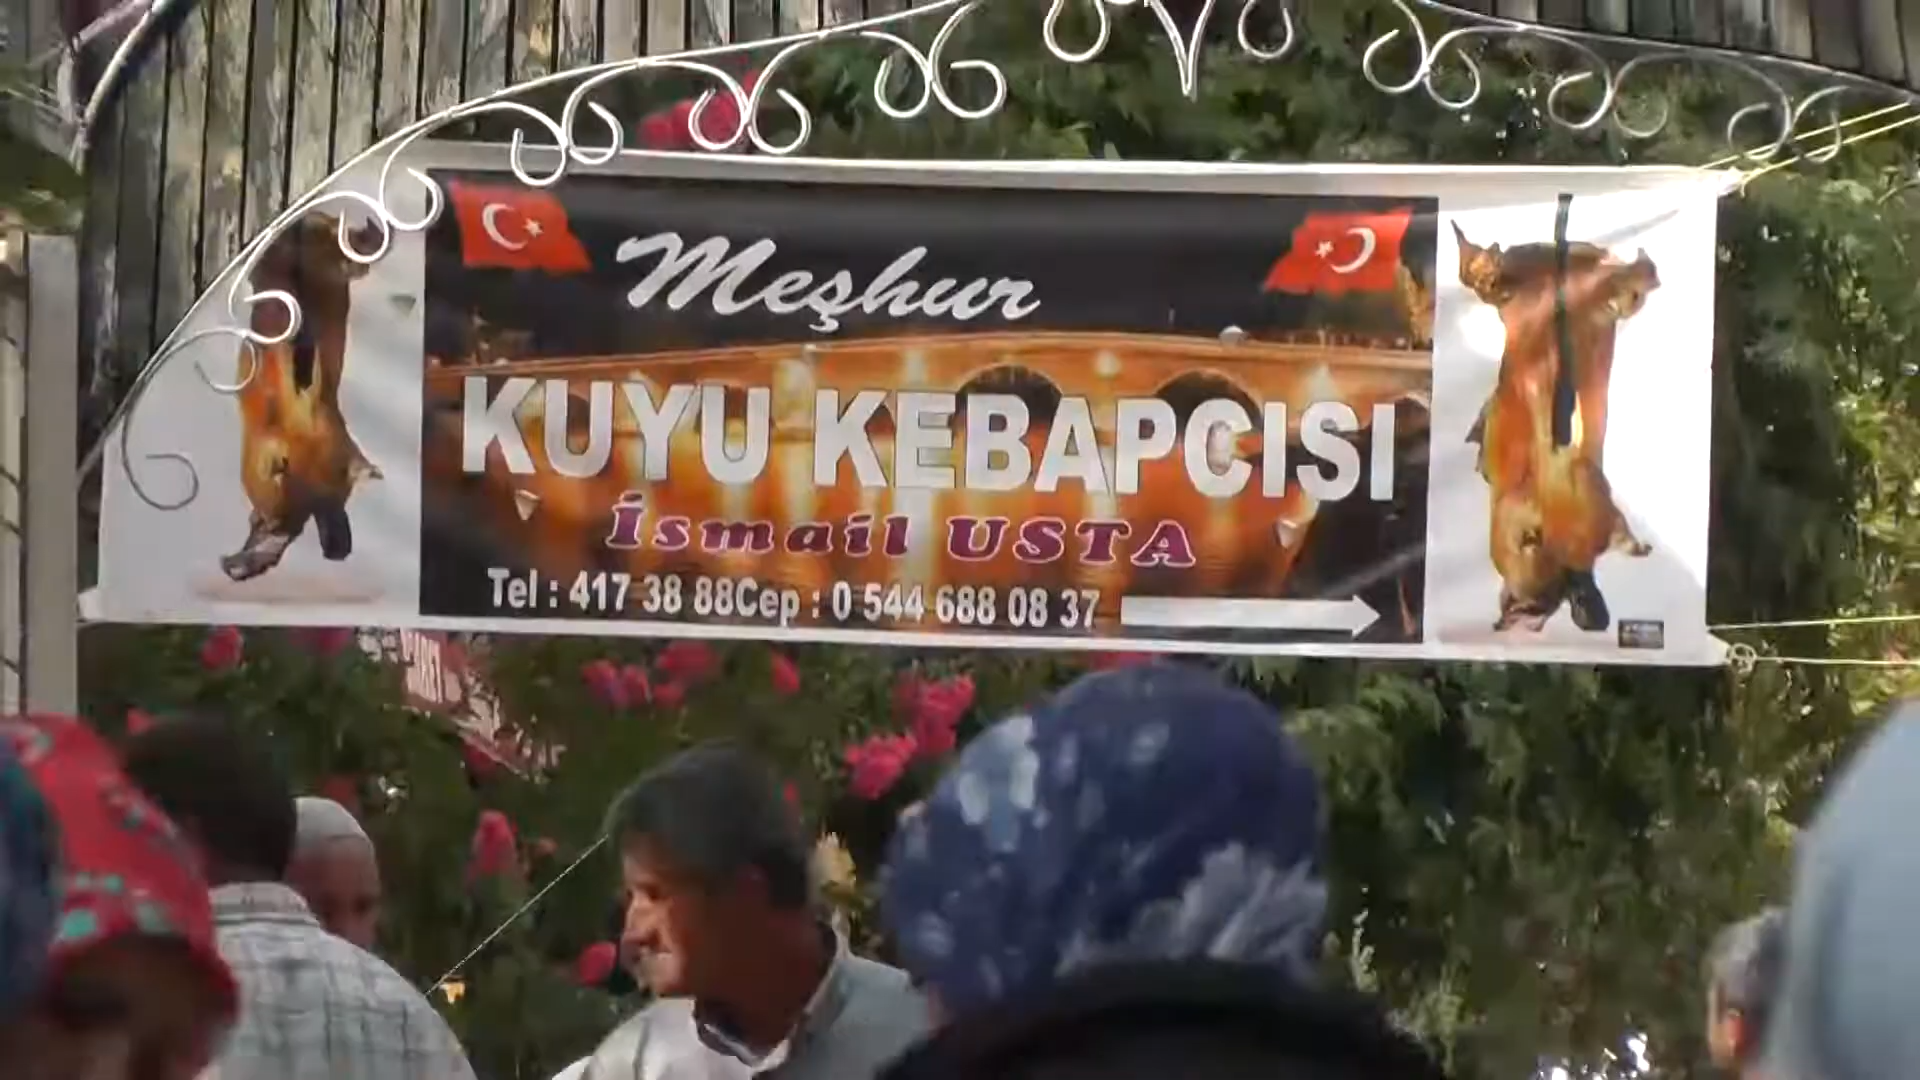 Meşhur
KUYU KEBAPCISI
İsmail USTA
Tel : 417 38 88Cep : 0 544 688 08 37